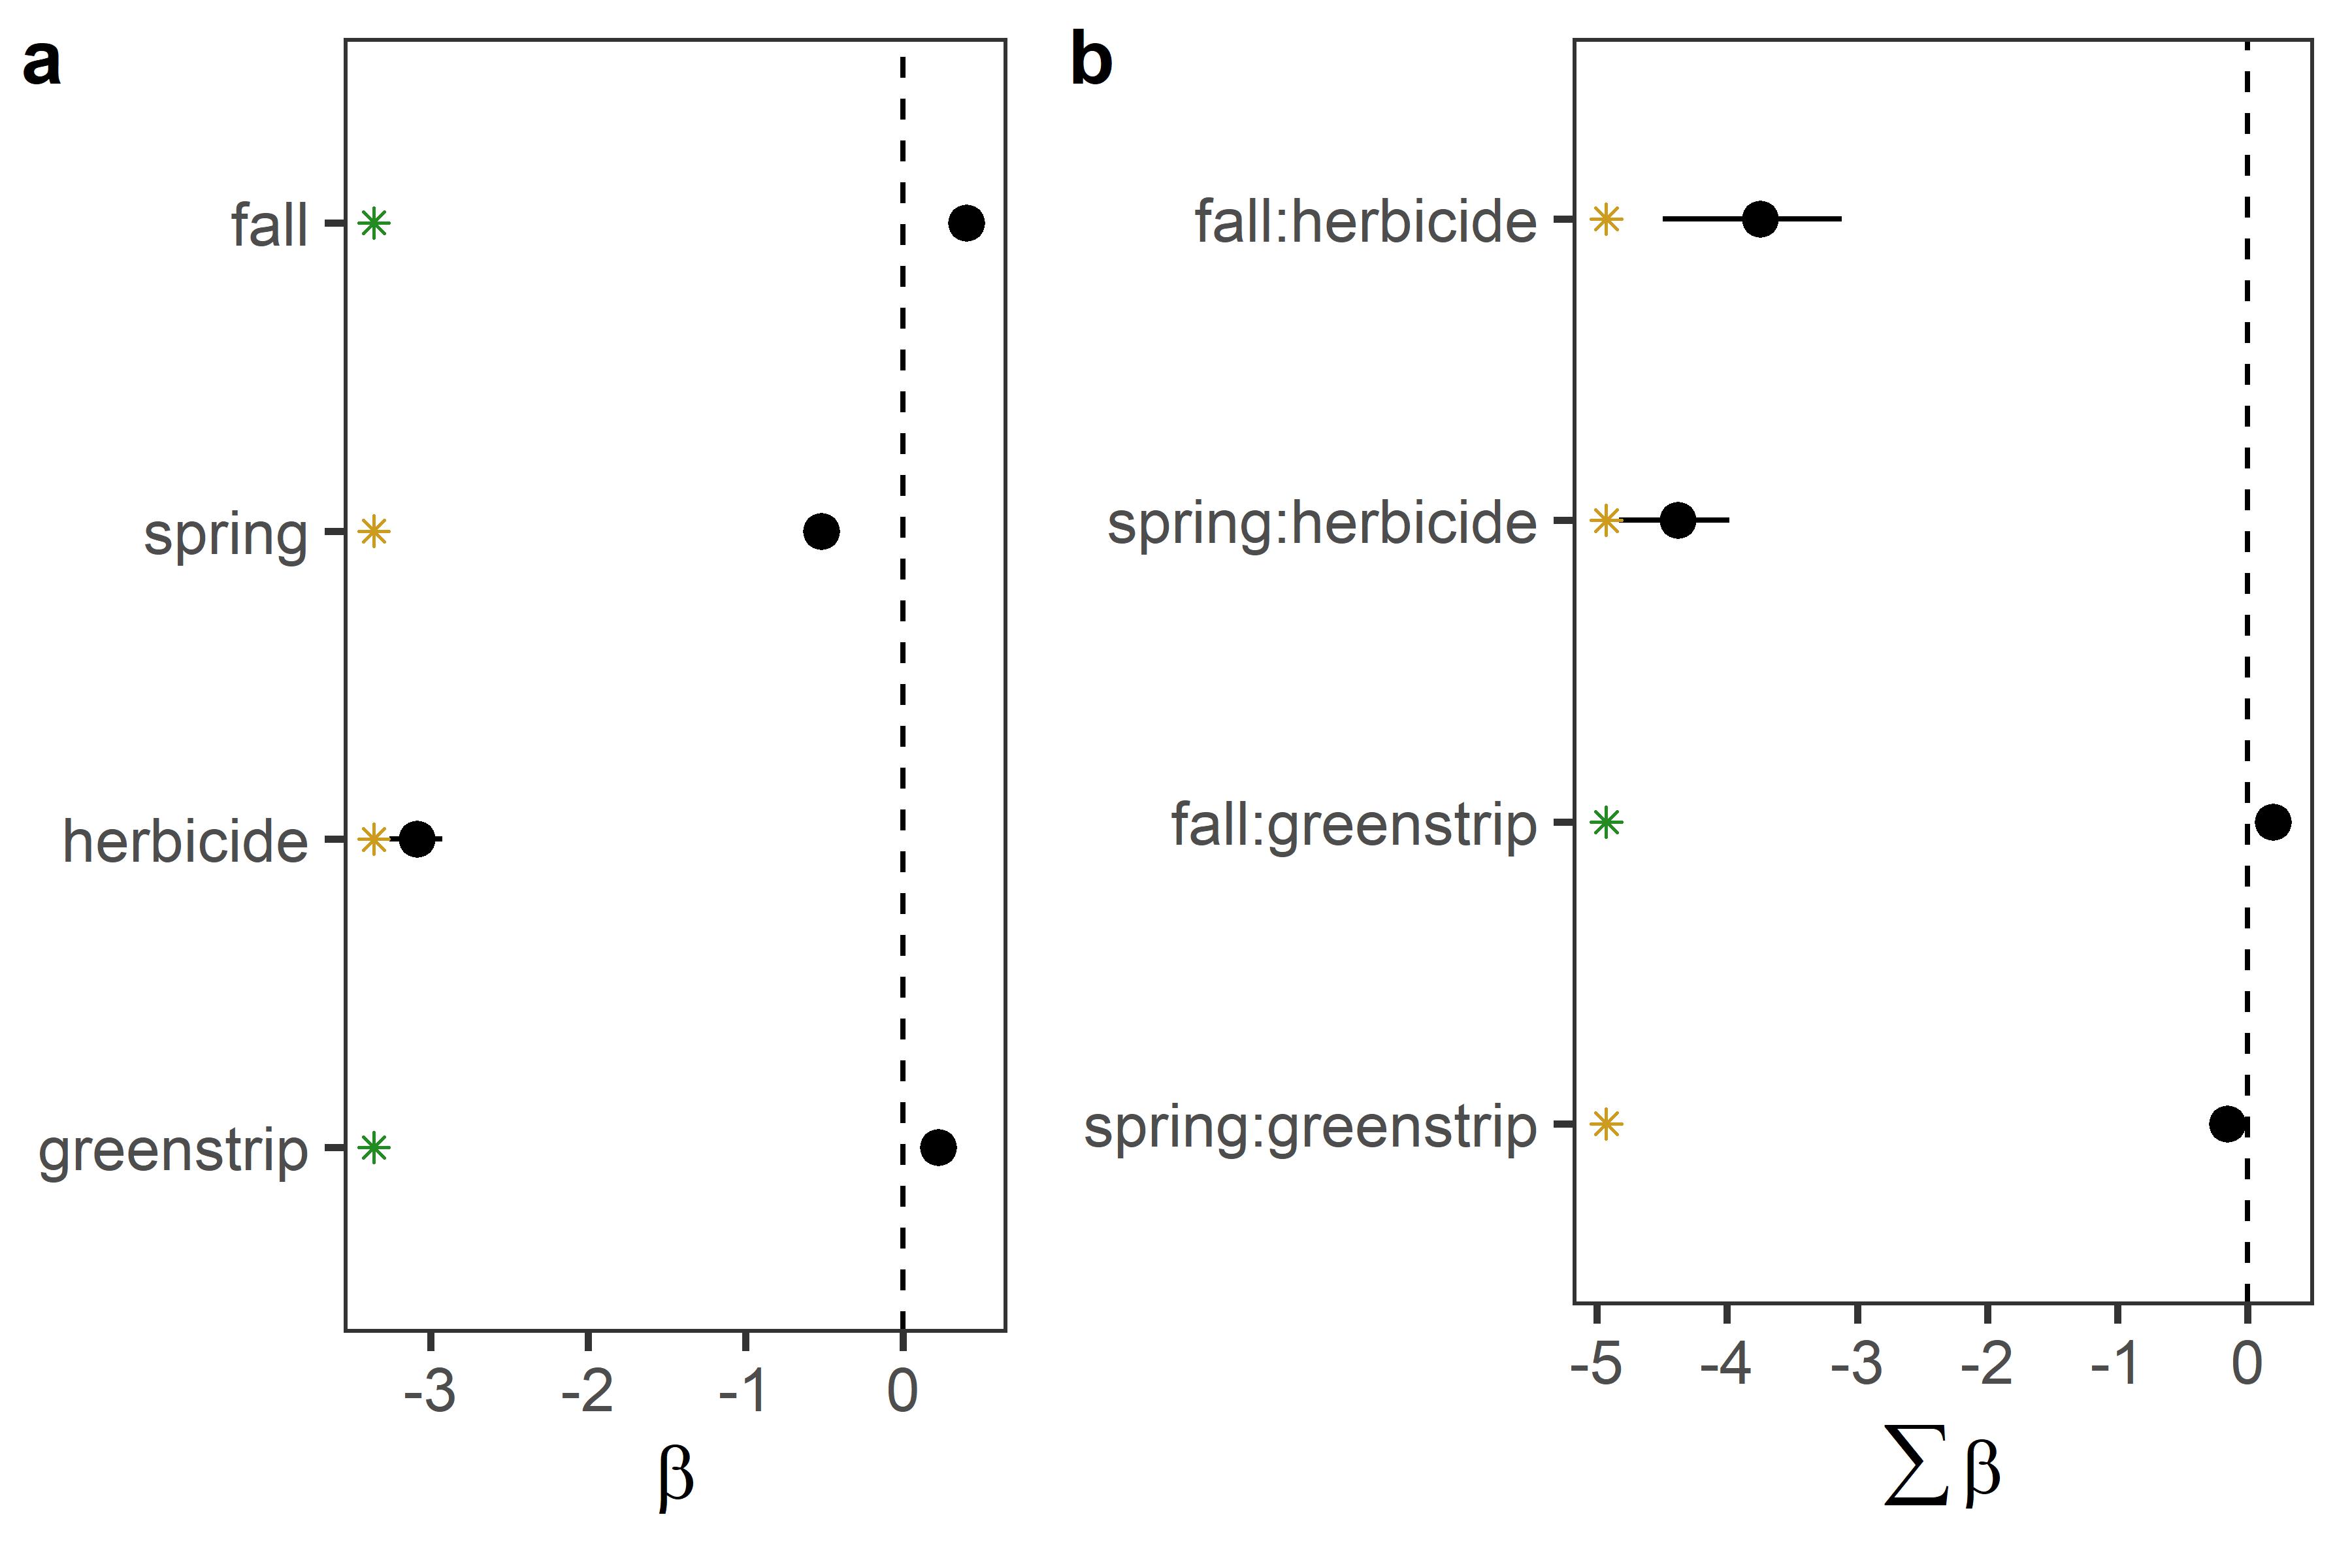 a
fall
spring
herbicide
greenstrip
-3 -2 -1 0
β
b
fall:herbicide
spring:herbicide
fall:greenstrip
spring:greenstrip
-5 -4 -3 -2 -1 0
∑ β